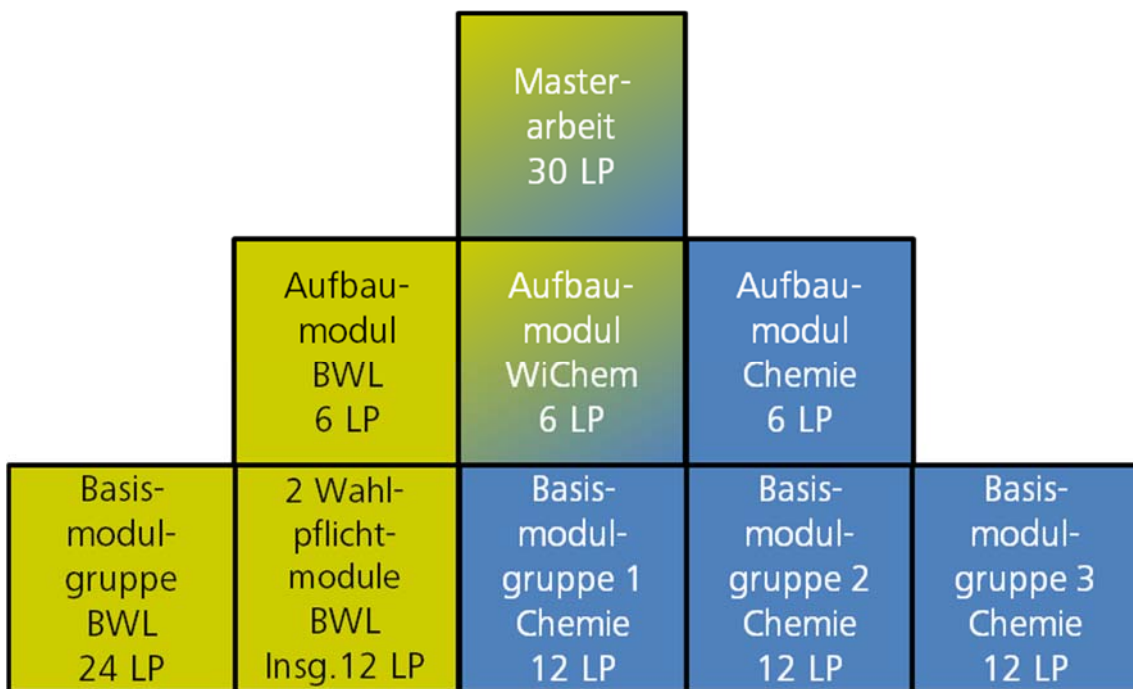 Master-
arbeit
30 LP
Aufbau-
modul
BWL
6 LP
Aufbau-
modul
WiChem
6 LP
Aufbau-
modul
Chemie
6 LP
Basis-
modul-
gruppe
BWL
24 LP
2 Wahl-
pflicht-
module
BWL
Insg.12 LP
Basis-
modul-
gruppe 1
Chemie
12 LP
Basis-
modul-
gruppe 2
Chemie
12 LP
Basis-
modul-
gruppe 3
Chemie
12 LP